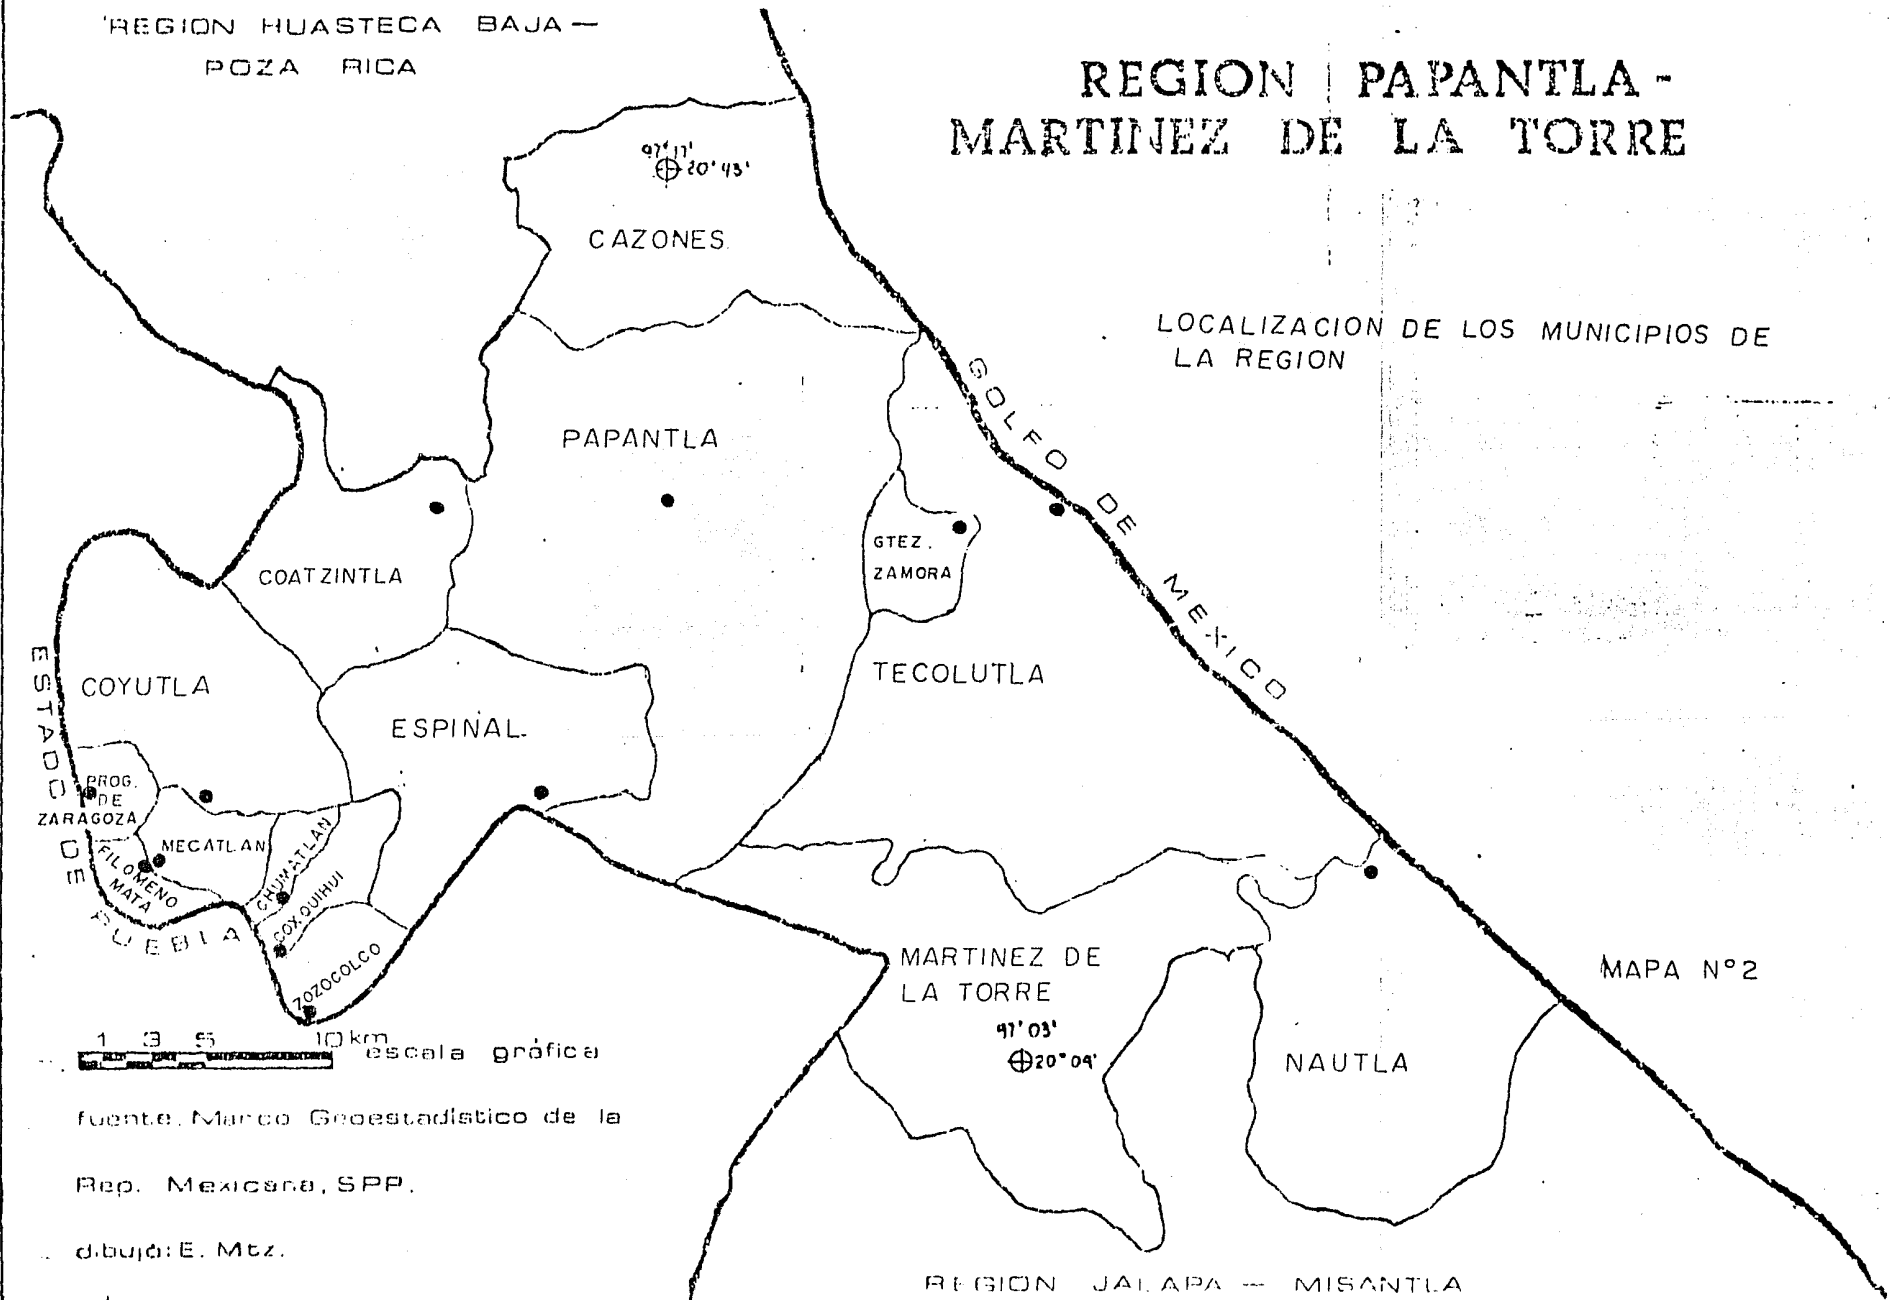 REGION HUASTECA BAJA —
POZA RICA
REGION PAPANTLA -
MARTINEZ DE LA TORRE
97°17'
20°43'
CAZONES
LOCALIZACION DE LOS MUNICIPIOS DE
LA REGION
GOLFO DE MEXICO
PAPANTLA
GTEZ.
ZAMORA
COATZINTLA
TECOLUTLA
COYUTLA
ESPINAL
ESTADO DE PUEBLA
PROG.
DE
ZARAGOZA
MECATLAN
FILOMENO
MATA
CHUMATLAN
COXQUIHUI
ZOZOCOLCO
MARTINEZ DE
LA TORRE
97°03'
20°04'
NAUTLA
MAPA N°2
1 3 5 10 km
escala gráfica
fuente. Marco Geoestadístico de la
Rep. Mexicana, SPP.
dibujó: E. Mtz.
REGION JALAPA — MISANTLA